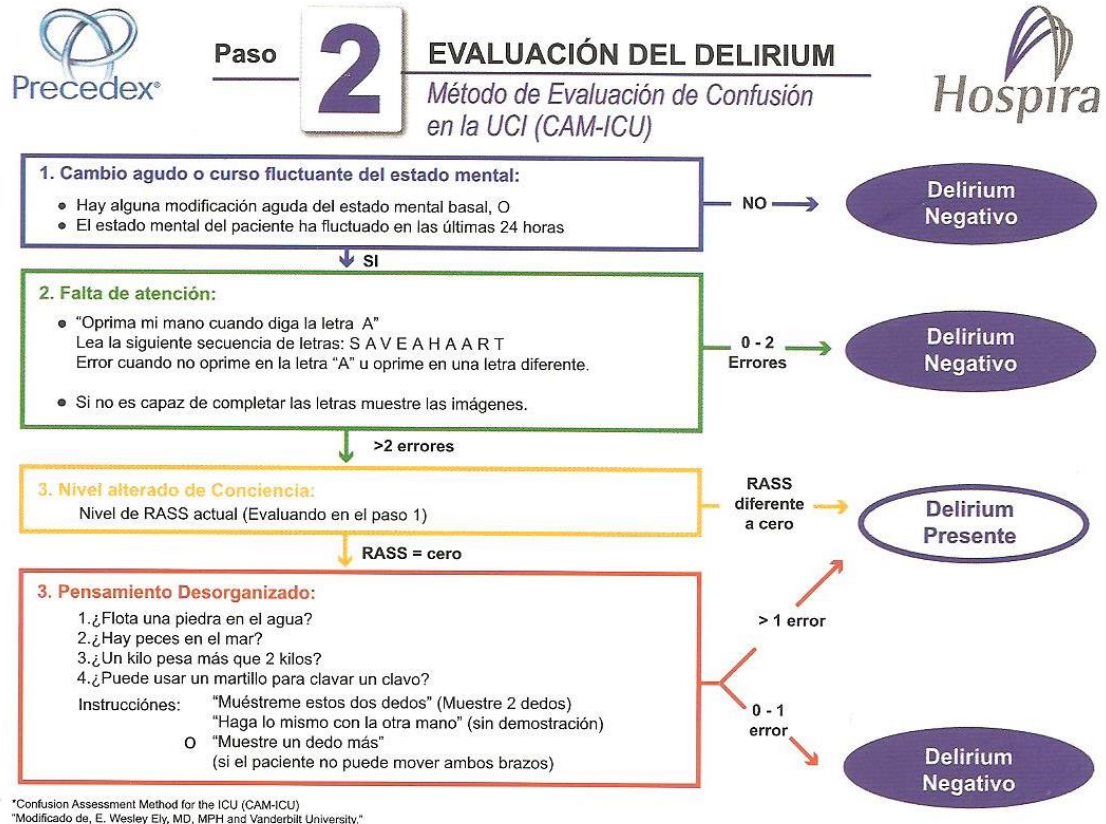 Precedex®
Paso
2
EVALUACIÓN DEL DELIRIUM
Método de Evaluación de Confusión
en la UCI (CAM-ICU)
Hospira
1. Cambio agudo o curso fluctuante del estado mental:
• Hay alguna modificación aguda del estado mental basal, O
• El estado mental del paciente ha fluctuado en las últimas 24 horas
NO
Delirium
Negativo
SI
2. Falta de atención:
• “Oprima mi mano cuando diga la letra A”
Lea la siguiente secuencia de letras: S A V E A H A A R T
Error cuando no oprime en la letra “A” u oprime en una letra diferente.
• Si no es capaz de completar las letras muestre las imágenes.
0 - 2
Errores
Delirium
Negativo
>2 errores
3. Nivel alterado de Conciencia:
Nivel de RASS actual (Evaluando en el paso 1)
RASS
diferente
a cero
Delirium
Presente
RASS = cero
3. Pensamiento Desorganizado:
1.¿Flota una piedra en el agua?
2.¿Hay peces en el mar?
3.¿Un kilo pesa más que 2 kilos?
4.¿Puede usar un martillo para clavar un clavo?
Instrucciónes: “Muéstreme estos dos dedos” (Muestre 2 dedos)
“Haga lo mismo con la otra mano” (sin demostración)
O “Muestre un dedo más”
(si el paciente no puede mover ambos brazos)
> 1 error
0 - 1
error
Delirium
Negativo
"Confusion Assessment Method for the ICU (CAM-ICU)
"Modificado de, E. Wesley Ely, MD, MPH and Vanderbilt University."